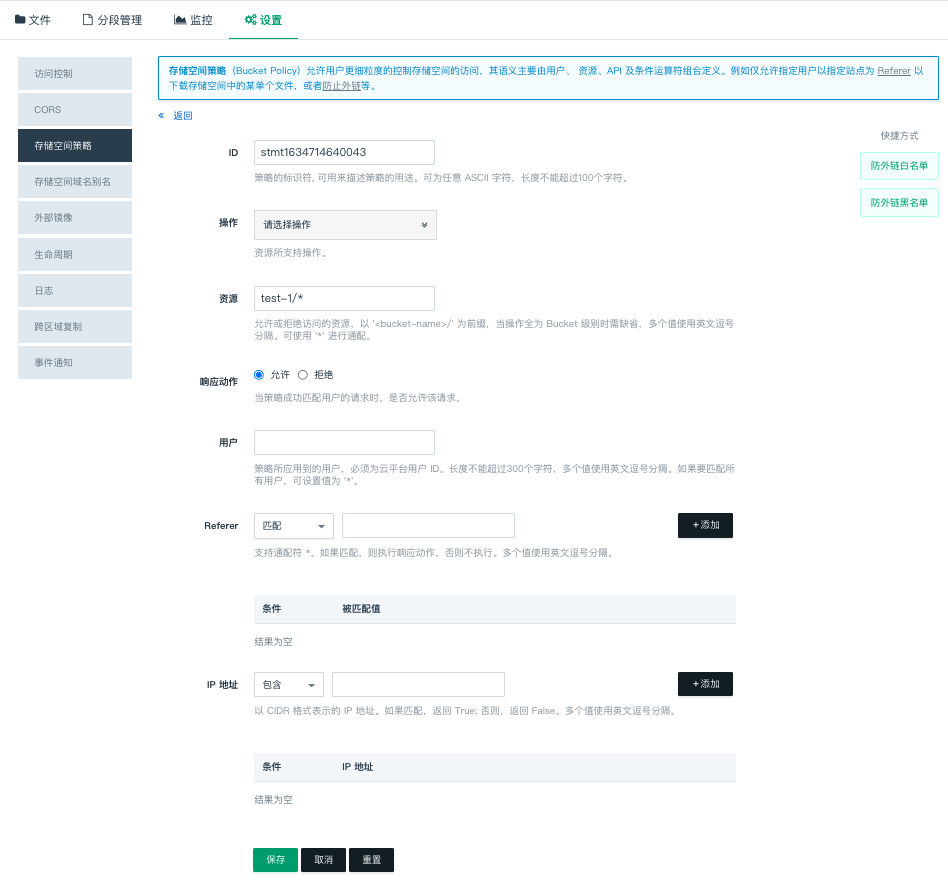 文件
分段管理
监控
设置
访问控制
CORS
存储空间策略
存储空间域名别名
外部镜像
生命周期
日志
跨区域复制
事件通知
存储空间策略（Bucket Policy）允许用户更细粒度的控制存储空间的访问，其语义主要由用户、 资源、API 及条件运算符组合定义。例如仅允许指定用户以指定站点为 Referer 以
下载存储空间中的某单个文件，或者防止外链等。
« 返回
快捷方式
防外链白名单
防外链黑名单
ID
stmt1634714640043
策略的标识符, 可用来描述策略的用途。可为任意 ASCII 字符，长度不能超过100个字符。
操作
请选择操作
资源所支持操作。
资源
test-1/*
允许或拒绝访问的资源，以 '<bucket-name>/' 为前缀，当操作全为 Bucket 级别时需缺省，多个值使用英文逗号
分隔。可使用 '*' 进行通配。
响应动作
允许
拒绝
当策略成功匹配用户的请求时，是否允许该请求。
用户
策略所应用到的用户，必须为云平台用户 ID。长度不能超过300个字符，多个值使用英文逗号分隔。如果要匹配所
有用户，可设置值为 '*'。
Referer
匹配
+ 添加
支持通配符 *。如果匹配，则执行响应动作，否则不执行。多个值使用英文逗号分隔。
条件 被匹配值
结果为空
IP 地址
包含
+ 添加
以 CIDR 格式表示的 IP 地址。如果匹配，返回 True; 否则，返回 False。多个值使用英文逗号分隔。
条件 IP 地址
结果为空
保存
取消
重置